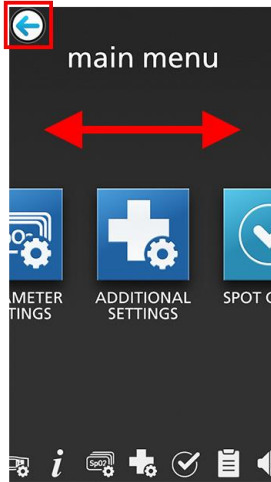 main menu
AMETER
TINGS
ADDITIONAL
SETTINGS
SPOT C
SpO2